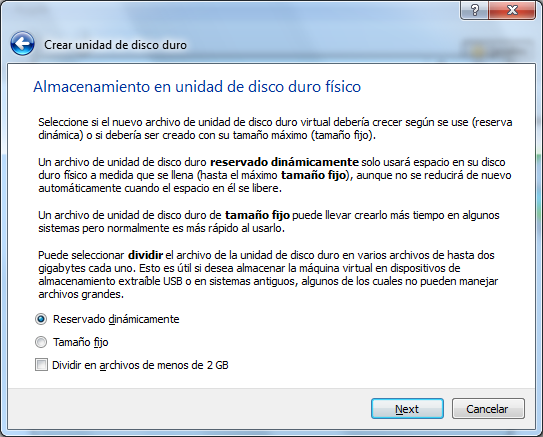 Crear unidad de disco duro
Almacenamiento en unidad de disco duro físico
Seleccione si el nuevo archivo de unidad de disco duro virtual debería crecer según se use (reserva
dinámica) o si debería ser creado con su tamaño máximo (tamaño fijo).
Un archivo de unidad de disco duro reservado dinámicamente solo usará espacio en su disco
duro físico a medida que se llena (hasta el máximo tamaño fijo), aunque no se reducirá de nuevo
automáticamente cuando el espacio en él se libere.
Un archivo de unidad de disco duro de tamaño fijo puede llevar crearlo más tiempo en algunos
sistemas pero normalmente es más rápido al usarlo.
Puede seleccionar dividir el archivo de la unidad de disco duro en varios archivos de hasta dos
gigabytes cada uno. Esto es útil si desea almacenar la máquina virtual en dispositivos de
almacenamiento extraíble USB o en sistemas antiguos, algunos de los cuales no pueden manejar
archivos grandes.
Reservado dinámicamente
Tamaño fijo
Dividir en archivos de menos de 2 GB
Next
Cancelar